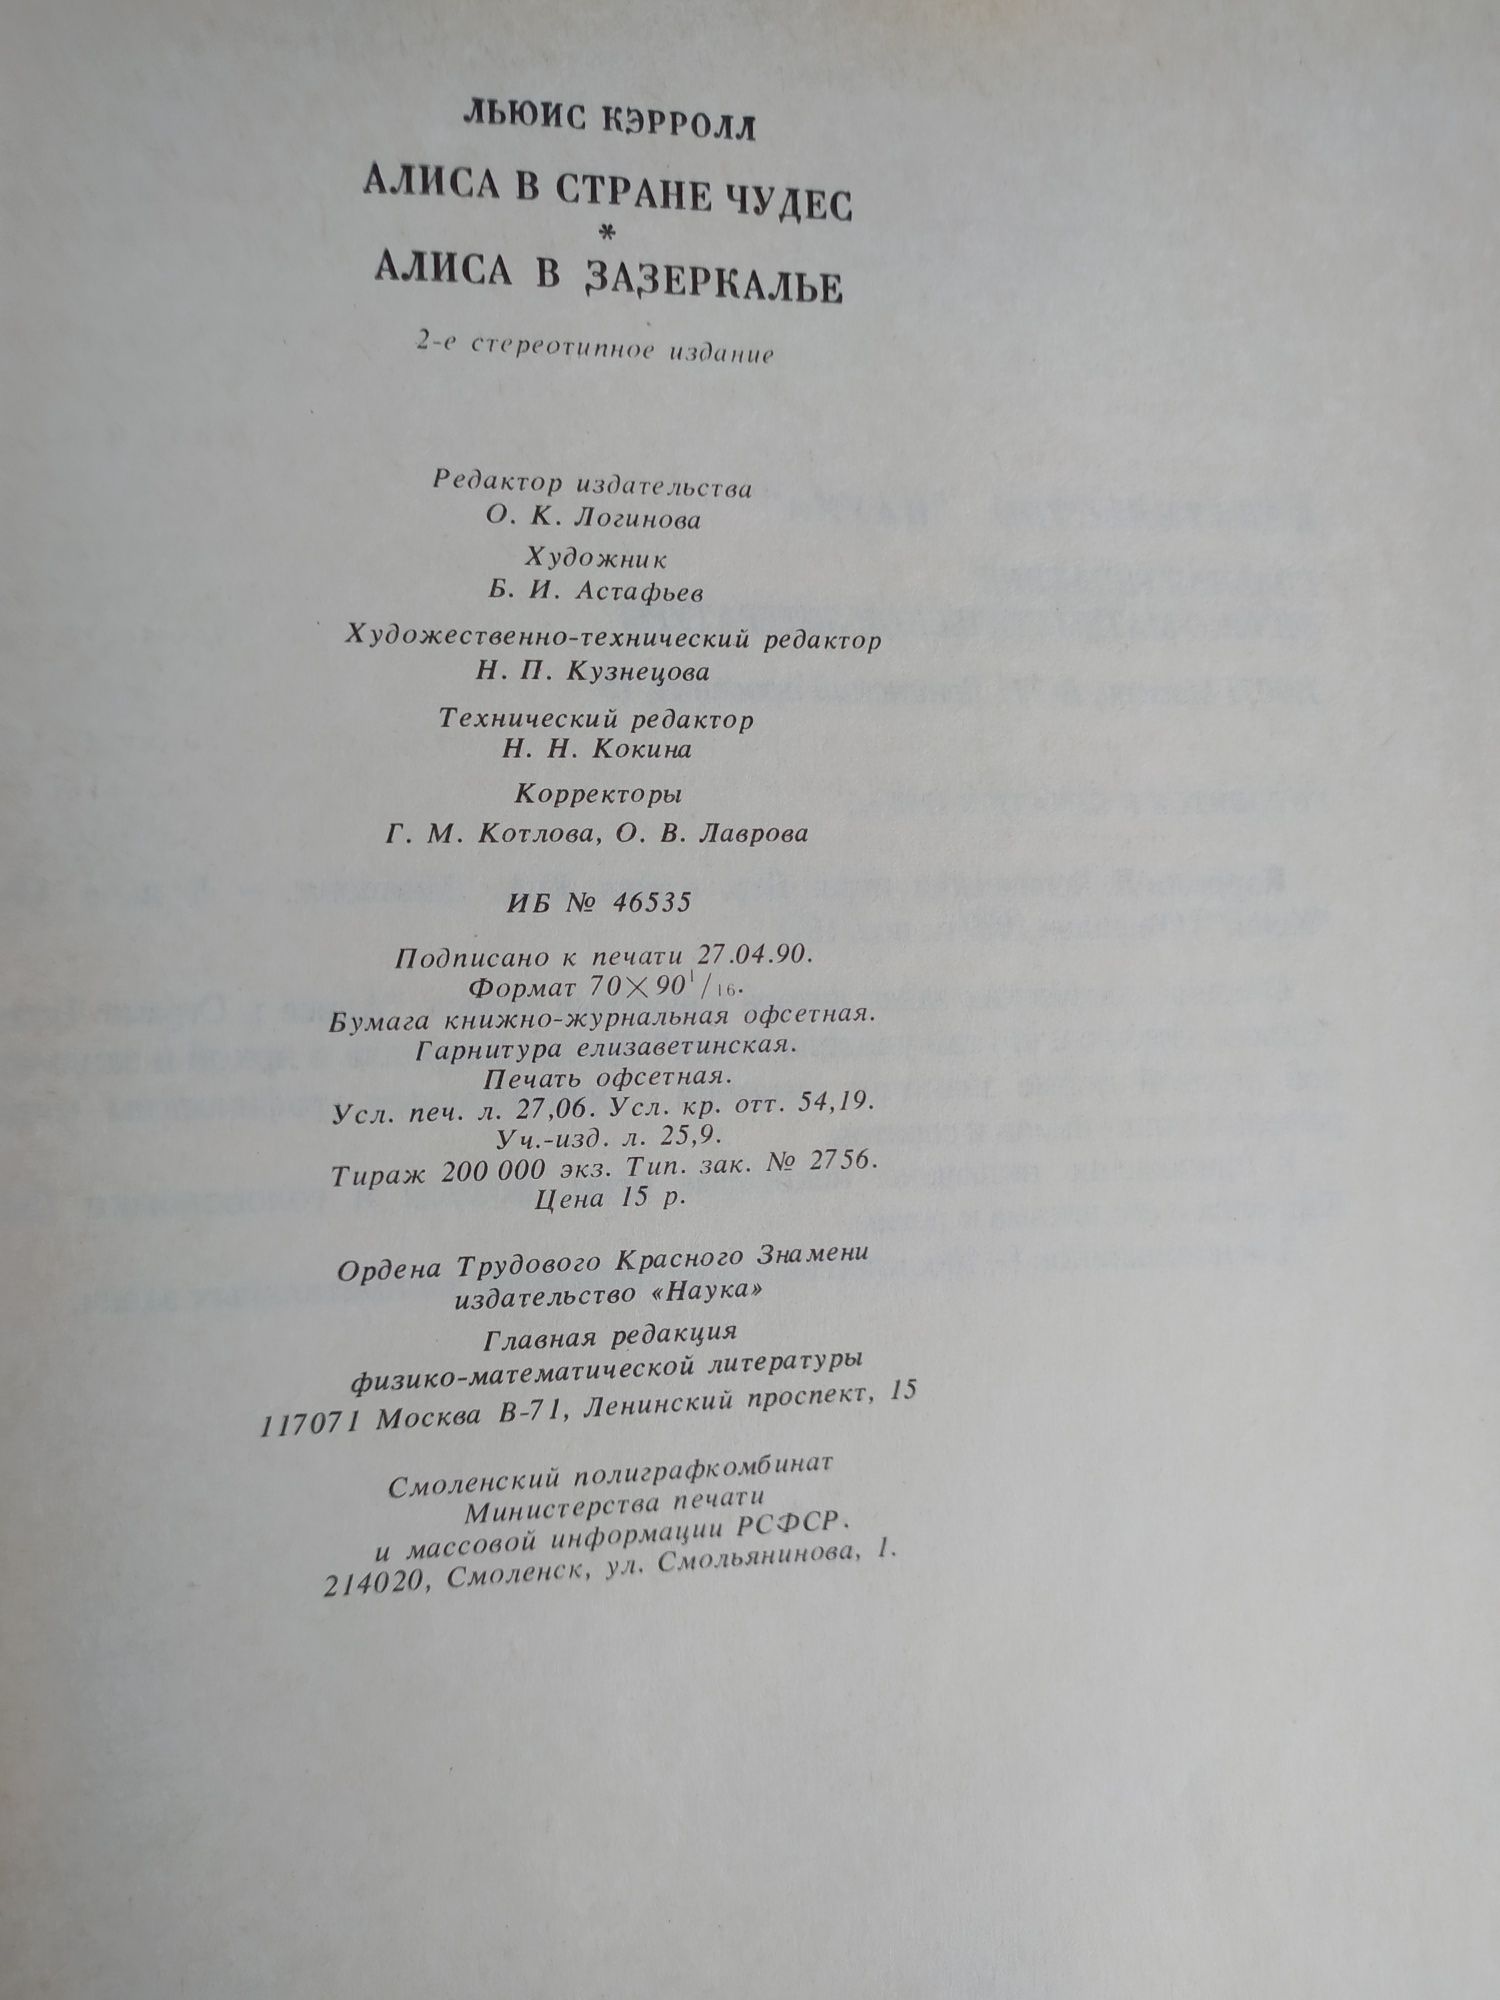 ЛЬЮИС КЭРРОЛЛ
АЛИСА В СТРАНЕ ЧУДЕС
*
АЛИСА В ЗАЗЕРКАЛЬЕ
2-е стереотипное издание
Редактор издательства
О. К. Логинова
Художник
Б. И. Астафьев
Художественно-технический редактор
Н. П. Кузнецова
Технический редактор
Н. Н. Кокина
Корректоры
Г. М. Котлова, О. В. Лаврова
ИБ № 46535
Подписано к печати 27.04.90.
Формат 70×90¹/₁₆.
Бумага книжно-журнальная офсетная.
Гарнитура елизаветинская.
Печать офсетная.
Усл. печ. л. 27,06. Усл. кр. отт. 54,19.
Уч.-изд. л. 25,9.
Тираж 200 000 экз. Тип. зак. № 2756.
Цена 15 р.
Ордена Трудового Красного Знамени
издательство «Наука»
Главная редакция
физико-математической литературы
117071 Москва В-71, Ленинский проспект, 15
Смоленский полиграфкомбинат
Министерства печати
и массовой информации РСФСР.
214020, Смоленск, ул. Смольянинова, 1.